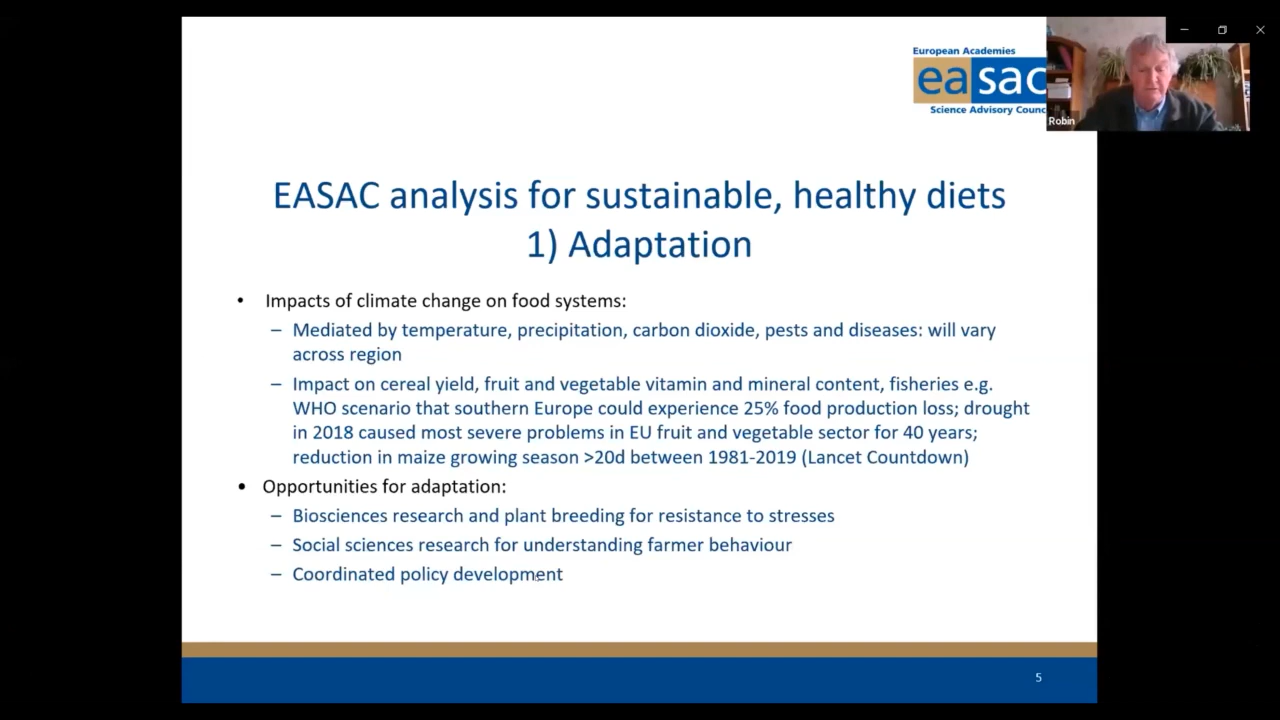 European Academies
easac
Science Advisory Counc
Robin
EASAC analysis for sustainable, healthy diets
1) Adaptation
• Impacts of climate change on food systems:
– Mediated by temperature, precipitation, carbon dioxide, pests and diseases: will vary
across region
– Impact on cereal yield, fruit and vegetable vitamin and mineral content, fisheries e.g.
WHO scenario that southern Europe could experience 25% food production loss; drought
in 2018 caused most severe problems in EU fruit and vegetable sector for 40 years;
reduction in maize growing season >20d between 1981-2019 (Lancet Countdown)
• Opportunities for adaptation:
– Biosciences research and plant breeding for resistance to stresses
– Social sciences research for understanding farmer behaviour
– Coordinated policy development
5